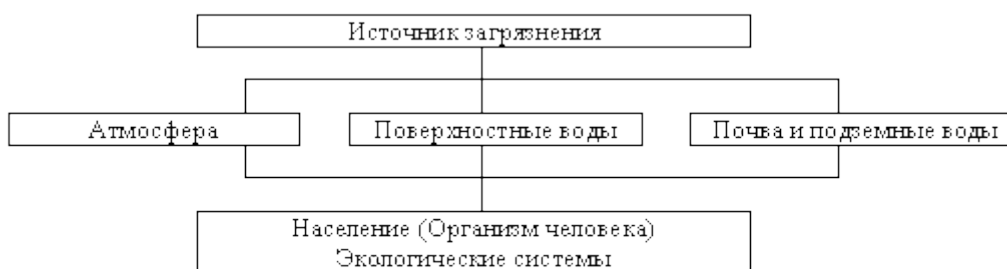 Источник загрязнения
Атмосфера
Поверхностные воды
Почва и подземные воды
Население (Организм человека)
Экологические системы